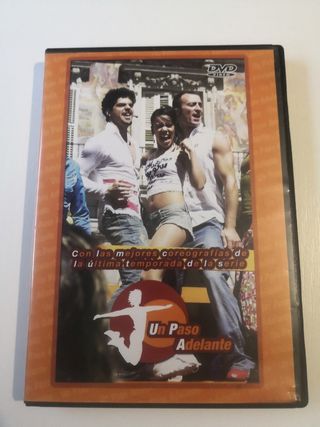 DVD
VIDEO
Con las mejores coreografías de
la última temporada de la serie
Un Paso
Adelante